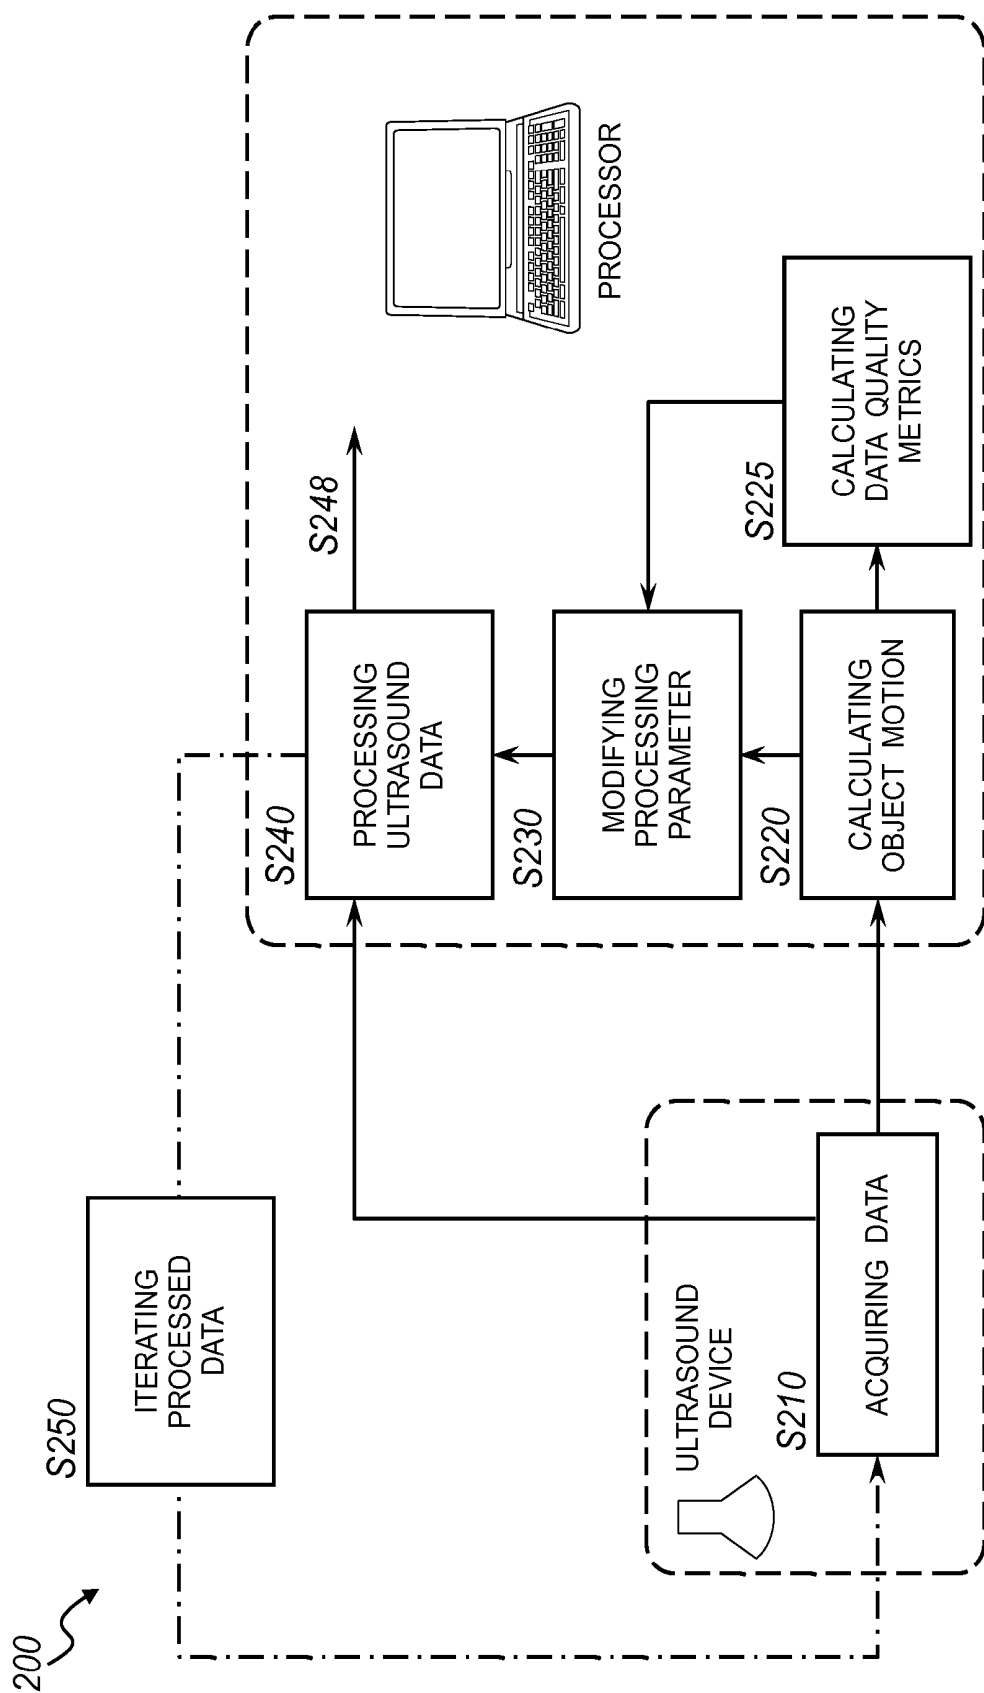 200
S250
ITERATING
PROCESSED
DATA
S240
PROCESSING
ULTRASOUND
DATA
S248
PROCESSOR
S230
MODIFYING
PROCESSING
PARAMETER
ULTRASOUND
DEVICE
S210
ACQUIRING DATA
S220
CALCULATING
OBJECT MOTION
S225
CALCULATING
DATA QUALITY
METRICS